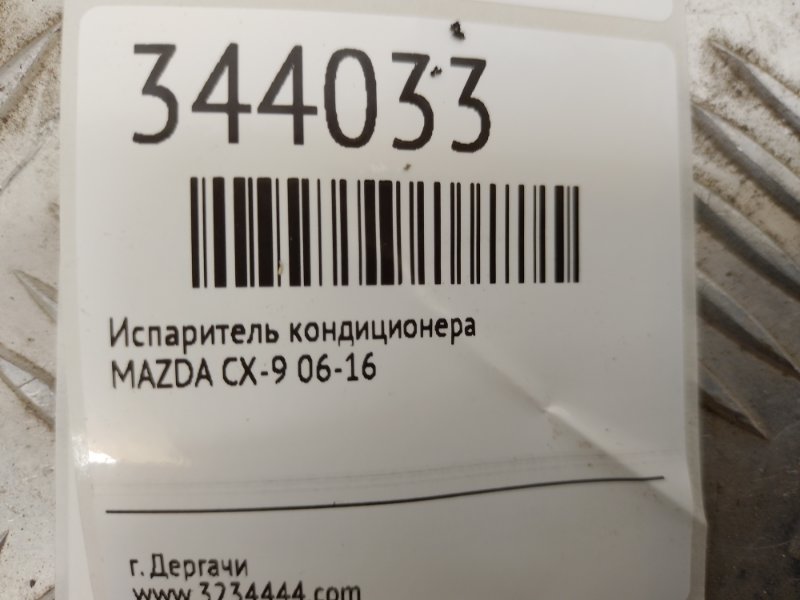 344033
Испаритель кондиционера
MAZDA CX-9 06-16
г. Дергачи
www.3234444.com